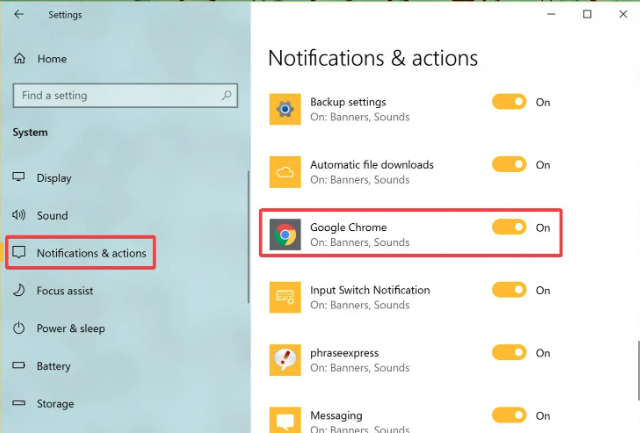 Settings
Home
Find a setting
System
Display
Sound
Notifications & actions
Focus assist
Power & sleep
Battery
Storage
Notifications & actions
Backup settings
On
On: Banners, Sounds
Automatic file downloads
On
On: Banners, Sounds
Google Chrome
On
On: Banners, Sounds
Input Switch Notification
On
On: Banners, Sounds
phraseexpress
On
On: Banners, Sounds
Messaging
On
On: Banners, Sounds